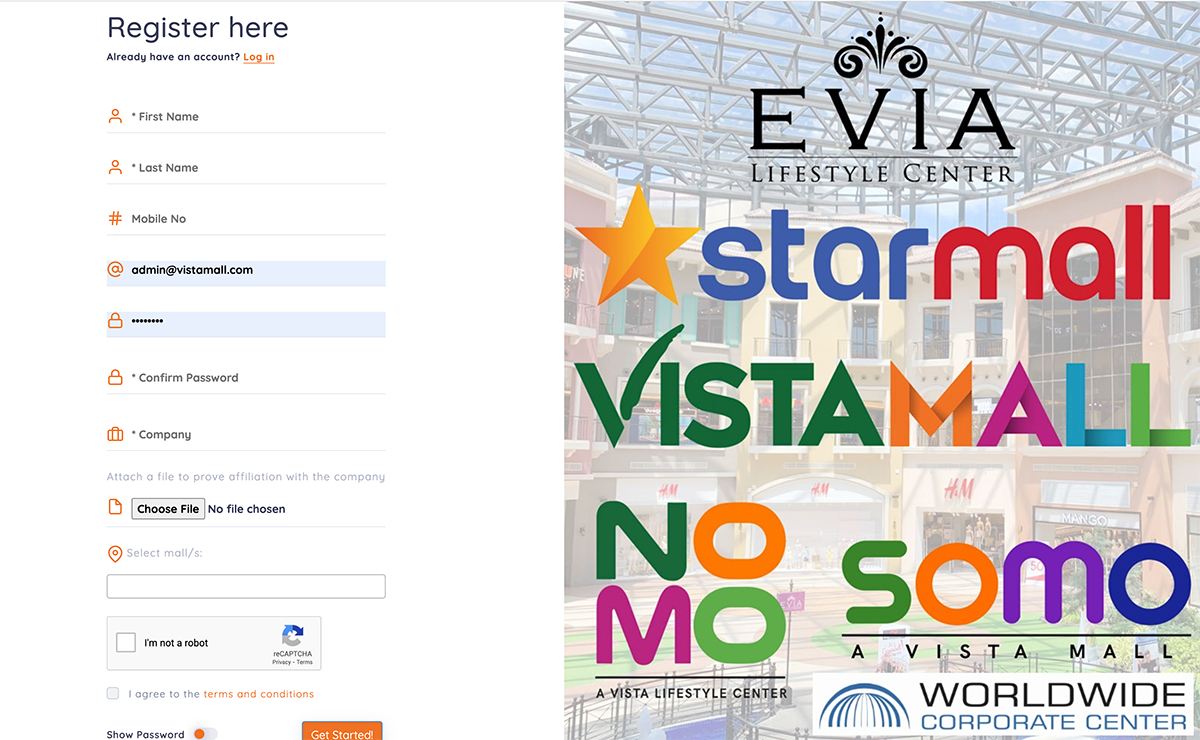 Register here
Already have an account? Log in
* First Name
* Last Name
Mobile No
admin@vistamall.com
••••••••
* Confirm Password
* Company
Attach a file to prove affiliation with the company
Choose File No file chosen
Select mall/s:
I'm not a robot
reCAPTCHA
Privacy - Terms
I agree to the terms and conditions
Show Password
Get Started!
EVIA
LIFESTYLE CENTER
starmall
VISTAMALL
H&M
H&M
H&M
MANGO
NO
MO
A VISTA LIFESTYLE CENTER
EVIA
SOMO
A VISTA MALL
WORLDWIDE
CORPORATE CENTER